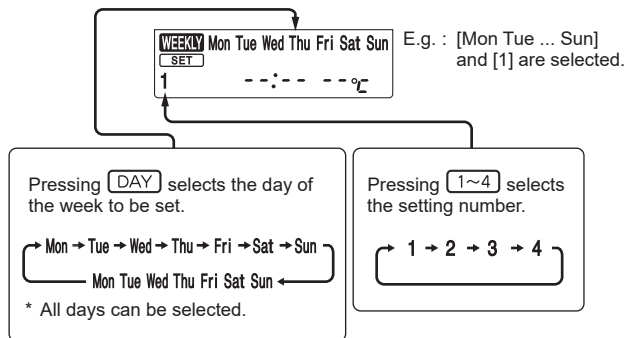 WEEKLY Mon Tue Wed Thu Fri Sat Sun
SET
1 --:-- --°C
E.g. : [Mon Tue ... Sun]
and [1] are selected.
Pressing DAY selects the day of
the week to be set.
Mon → Tue → Wed → Thu → Fri → Sat → Sun
Mon Tue Wed Thu Fri Sat Sun
* All days can be selected.
Pressing 1~4 selects
the setting number.
1 → 2 → 3 → 4